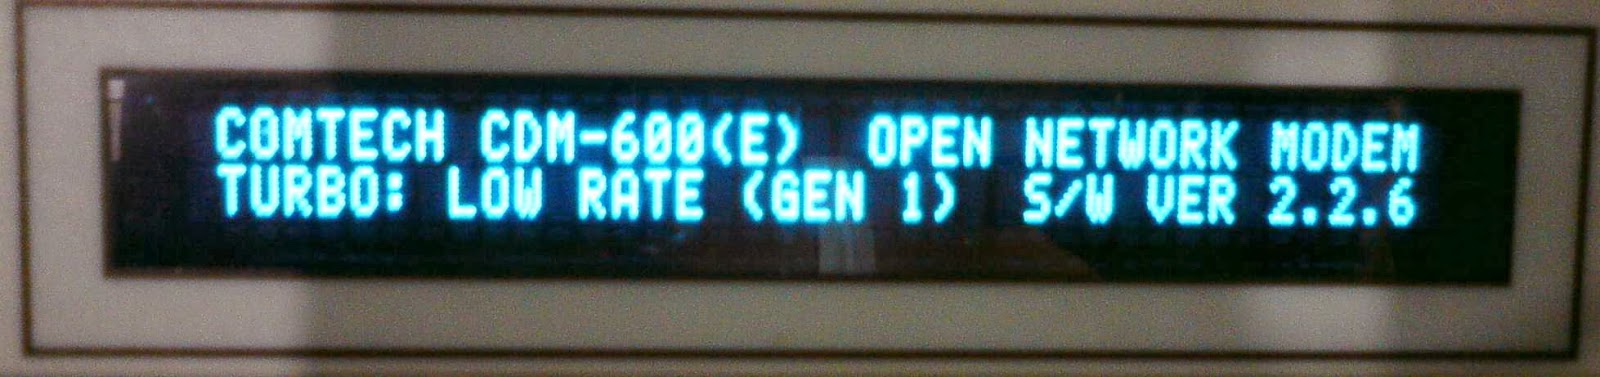 COMTECH CDM-600(E) OPEN NETWORK MODEM
TURBO: LOW RATE (GEN 1) S/W VER 2.2.6